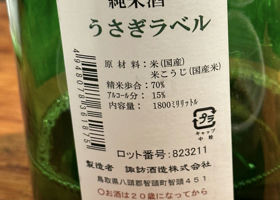 純米酒
うさぎラベル
原材料：米(国産)
米こうじ(国産米)
精米歩合：70%
アルコール分：15%
内容量：1800ミリリットル
プラ
キャップ
中栓
ロット番号：823211
製造者 諏訪酒造株式会社
鳥取県八頭郡智頭町智頭451
お酒は20歳になってから